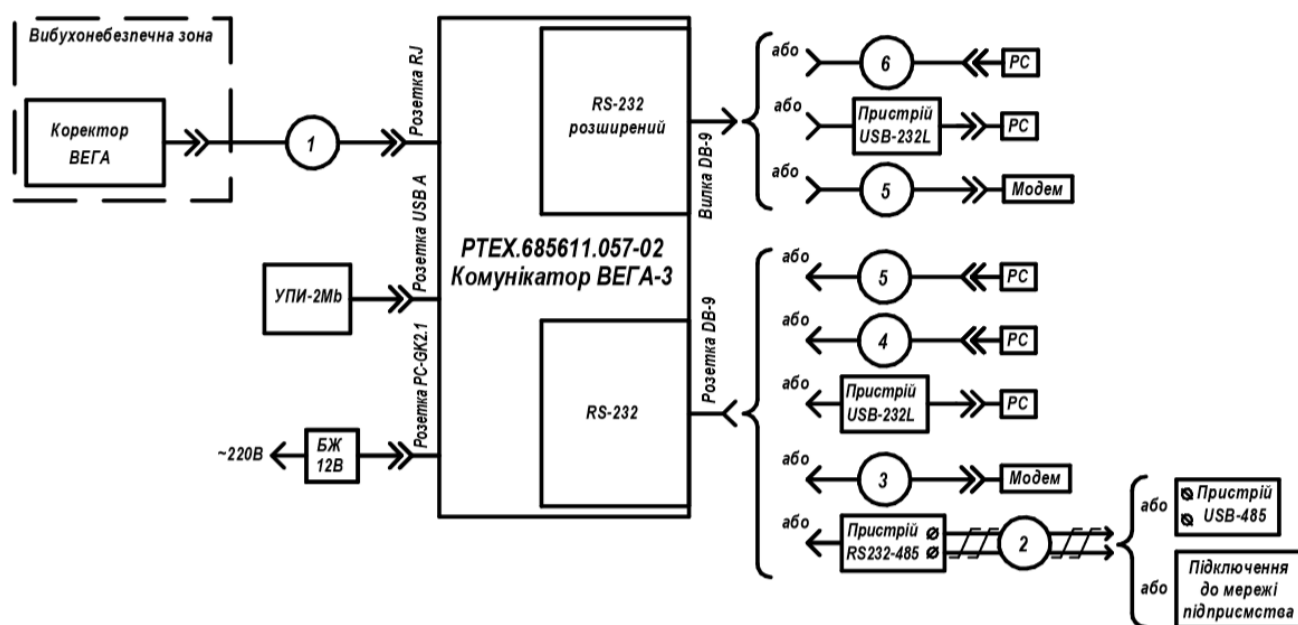 Вибухонебезпечна зона
Коректор
ВЕГА
1
Розетка RJ
Розетка USB A
УПИ-2Mb
Розетка PC-GK2.1
~220В
БЖ
12В
RS-232
розширений
PTEX.685611.057-02
Комунікатор ВЕГА-3
RS-232
Вилка DB-9
Розетка DB-9
або
6
PC
або
Пристрій
USB-232L
PC
або
5
Модем
або
5
PC
або
4
PC
або
Пристрій
USB-232L
PC
або
3
Модем
або
Пристрій
RS232-485
2
або
Пристрій
USB-485
або
Підключення
до мережі
підприємства